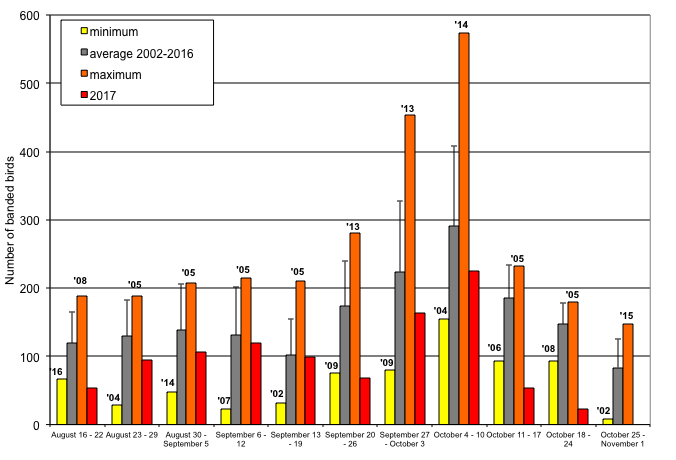 600
500
400
300
200
100
0
Number of banded birds
minimum
average 2002-2016
maximum
2017
'16
'08
'04
'05
'14
'05
'07
'05
'02
'05
'09
'13
'09
'13
'04
'14
'06
'05
'08
'05
'02
'15
August 16 - 22
August 23 - 29
August 30 -
September 5
September 6 -
12
September 13
- 19
September 20
- 26
September 27
- October 3
October 4 - 10
October 11 - 17
October 18 -
24
October 25 -
November 1